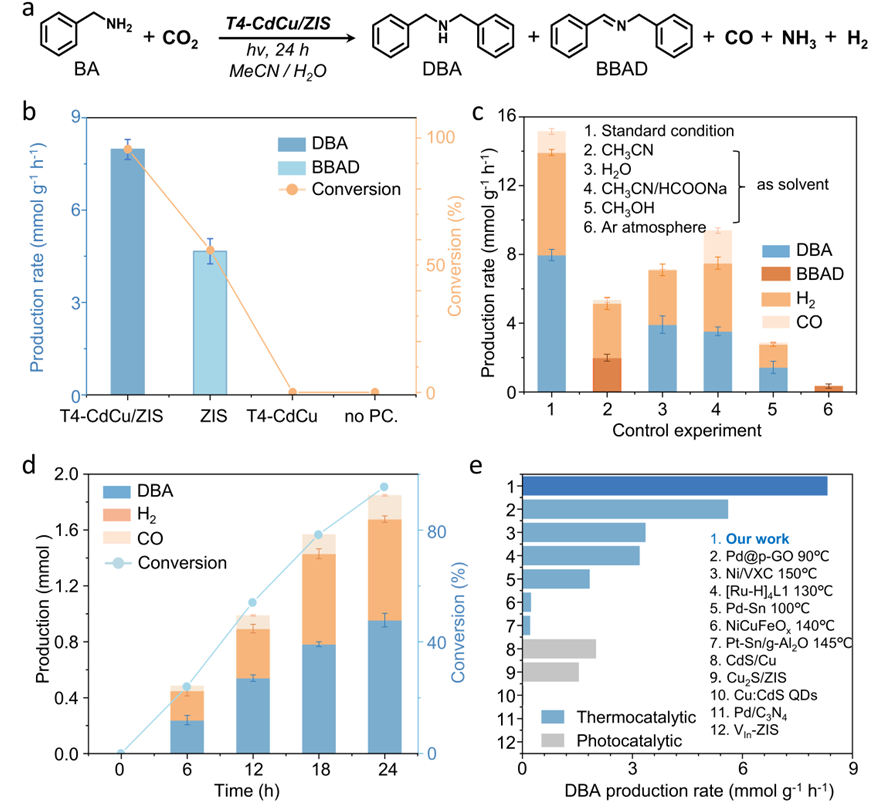 a
NH₂
BA
+ CO₂
T4-CdCu/ZIS
hv, 24 h
MeCN / H₂O
N
H
DBA
+
N
BBAD
+ CO + NH₃ + H₂
b
Production rate (mmol g⁻¹ h⁻¹)
9
6
3
0
DBA
BBAD
Conversion
100
50
0
Conversion (%)
T4-CdCu/ZIS ZIS T4-CdCu no PC.
c
Production rate (mmol g⁻¹ h⁻¹)
16
12
8
4
0
1. Standard condition
2. CH₃CN
3. H₂O
4. CH₃CN/HCOONa
5. CH₃OH
6. Ar atmosphere
as solvent
DBA
BBAD
H₂
CO
1 2 3 4 5 6
Control experiment
d
Production (mmol )
2.0
1.6
1.2
0.8
0.4
0.0
DBA
H₂
CO
Conversion
80
40
0
Conversion (%)
0 6 12 18 24
Time (h)
e
1
2
3
4
5
6
7
8
9
10
11
12
1. Our work
2. Pd@p-GO 90℃
3. Ni/VXC 150℃
4. [Ru-H]₄L1 130℃
5. Pd-Sn 100℃
6. NiCuFeOₓ 140℃
7. Pt-Sn/g-Al₂O 145℃
8. CdS/Cu
9. Cu₂S/ZIS
10. Cu:CdS QDs
11. Pd/C₃N₄
12. V_In-ZIS
Thermocatalytic
Photocatalytic
0 3 6 9
DBA production rate (mmol g⁻¹ h⁻¹)